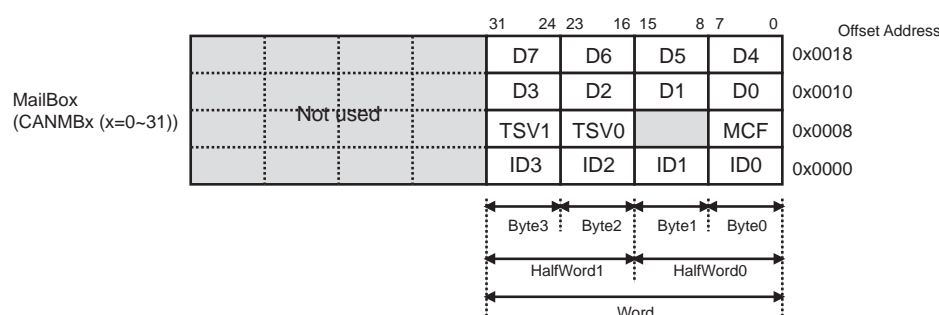 31 24 23 16 15 8 7 0 Offset Address
D7 D6 D5 D4 0x0018
D3 D2 D1 D0 0x0010
MailBox
(CANMBx (x=0~31))
Not used
TSV1 TSV0 MCF 0x0008
ID3 ID2 ID1 ID0 0x0000
Byte3 Byte2 Byte1 Byte0
HalfWord1 HalfWord0
Word